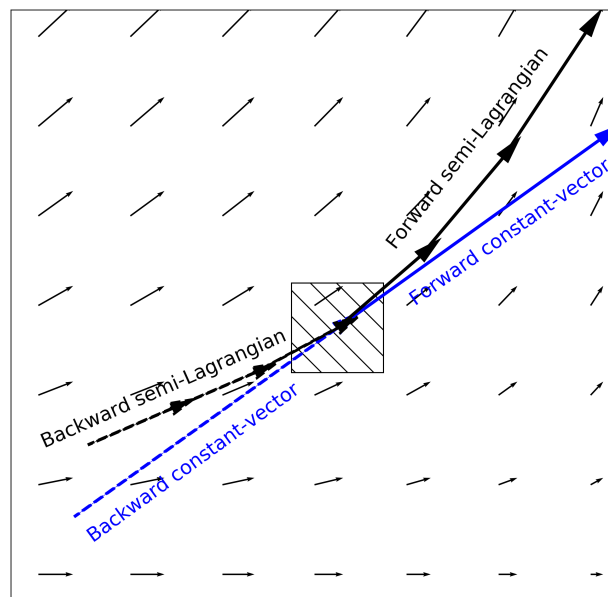 Forward semi-Lagrangian
Forward constant-vector
Backward semi-Lagrangian
Backward constant-vector